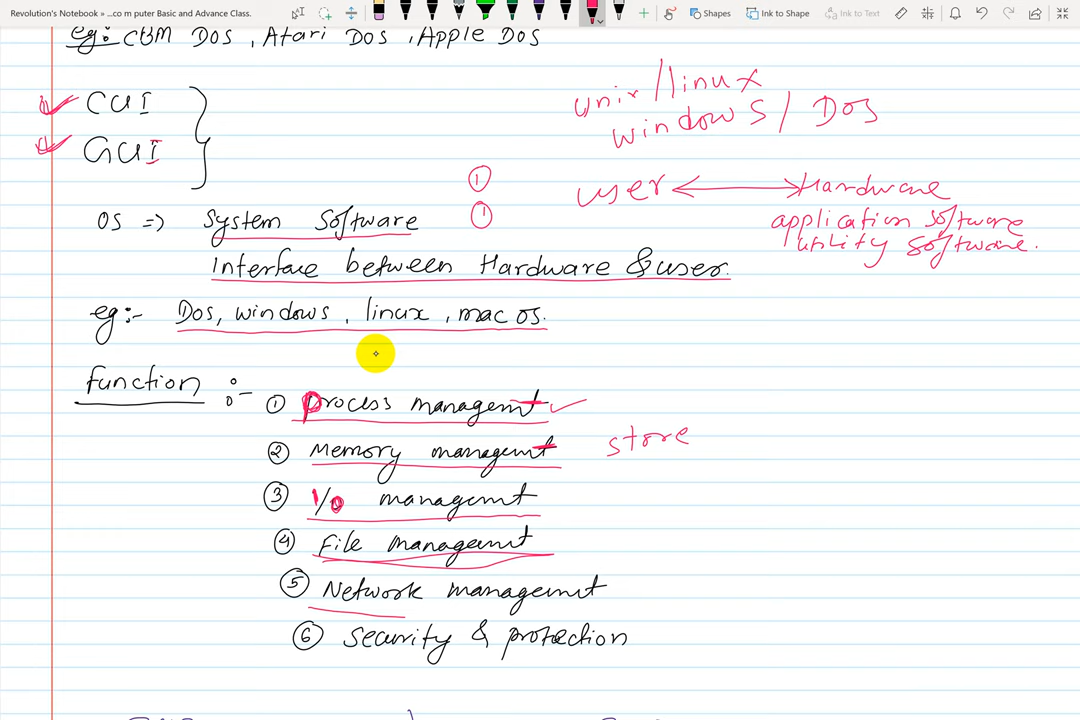 Revolution's Notebook » ...co m puter Basic and Advance Class.
Shapes
Ink to Shape
Ink to Text
eg:- CBM Dos , Atari Dos , Apple Dos
CUI
GUI
unix/linux
windows/ Dos
①
①
user ↔ Hardware
application software
utility software.
OS => System Software
Interface between Hardware & user.
eg:- Dos, windows, linux, mac os.
function :-
① process managemt
② Memory managemt
store
③ I/o managemt
④ File managemt
⑤ Network managemt
⑥ security & protection